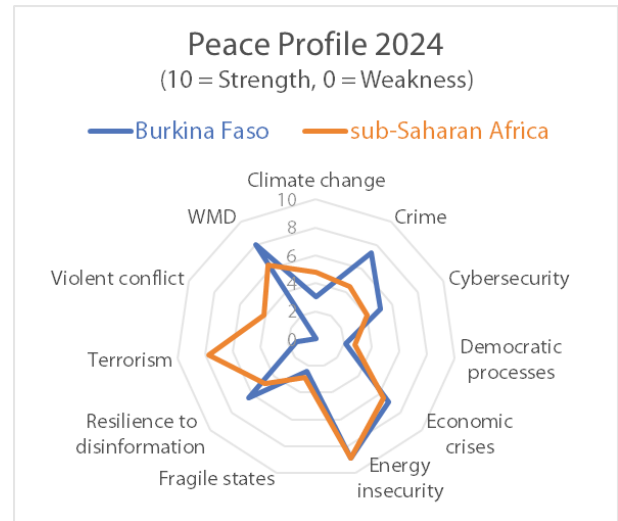 Peace Profile 2024
(10 = Strength, 0 = Weakness)
Burkina Faso
sub-Saharan Africa
Climate change
10
8
6
4
2
0
Crime
Cybersecurity
Democratic
processes
Economic
crises
Energy
insecurity
Fragile states
Resilience to
disinformation
Terrorism
Violent conflict
WMD